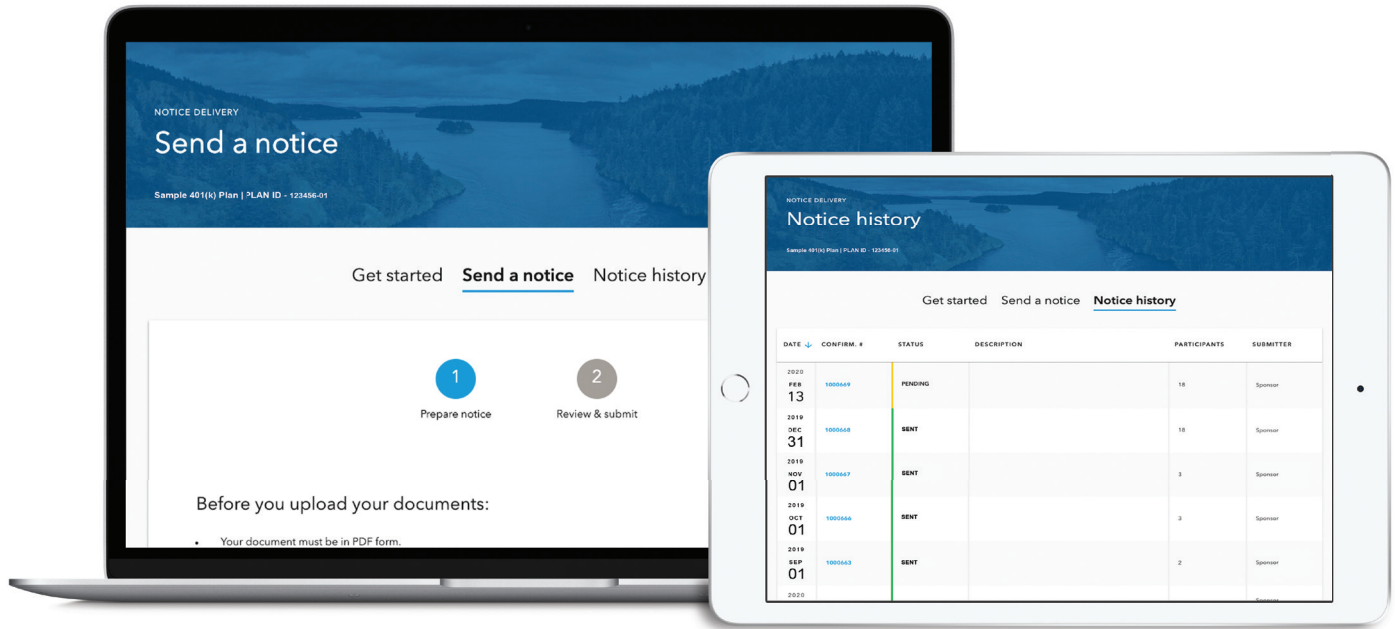 NOTICE DELIVERY
Send a notice
Sample 401(k) Plan | PLAN ID - 123456-01
Get started Send a notice Notice history
1 2
Prepare notice Review & submit
Before you upload your documents:
• Your document must be in PDF form.
NOTICE DELIVERY
Notice history
Sample 401(k) Plan | PLAN ID - 123456-01
Get started Send a notice Notice history
DATE ↓ CONFIRM. # STATUS DESCRIPTION PARTICIPANTS SUBMITTER
2020
FEB 1000669 PENDING 18 Sponsor
13
2019
DEC 1000668 SENT 18 Sponsor
31
2019
NOV 1000667 SENT 3 Sponsor
01
2019
OCT 1000666 SENT 3 Sponsor
01
2019
SEP 1000663 SENT 2 Sponsor
01
2020
Sponsor